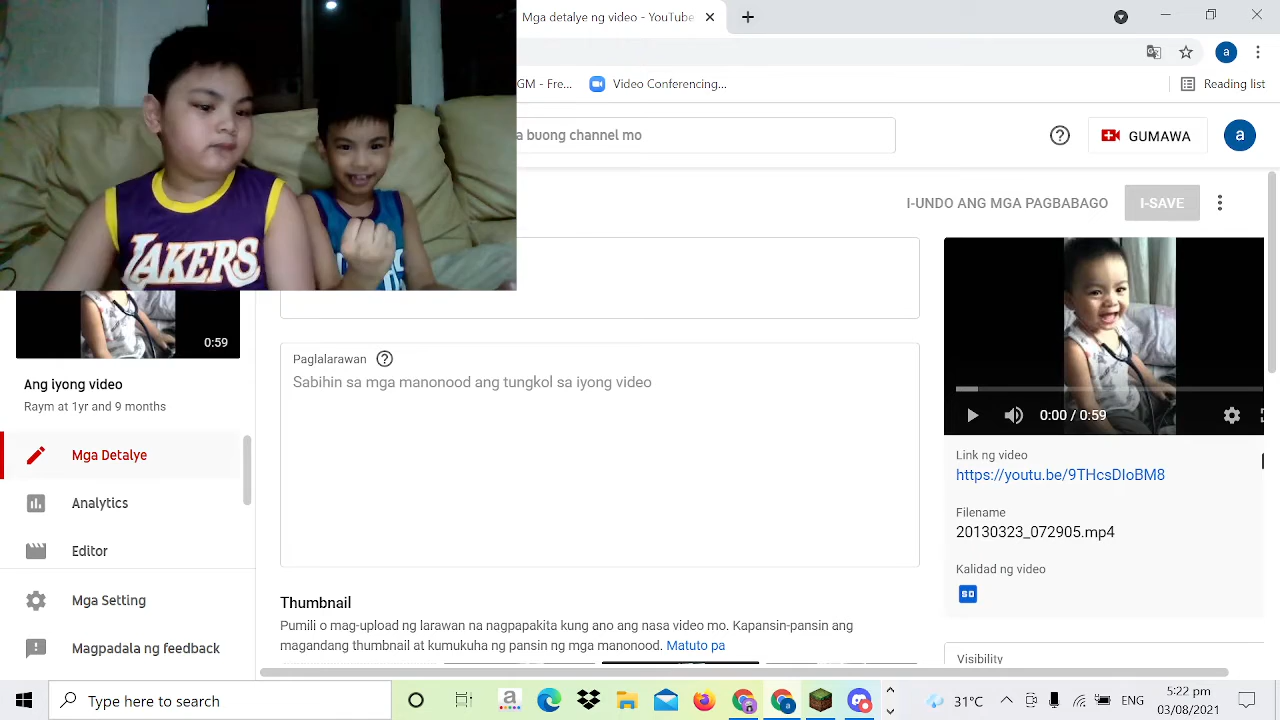 Mga detalye ng video - YouTube
GM - Fre...
Video Conferencing...
Reading list
a
a buong channel mo
GUMAWA
a
I-UNDO ANG MGA PAGBABAGO
I-SAVE
LAKERS
0:59
Ang iyong video
Raym at 1yr and 9 months
Mga Detalye
Analytics
Editor
Mga Setting
Magpadala ng feedback
Paglalarawan
Sabihin sa mga manonood ang tungkol sa iyong video
Thumbnail
Pumili o mag-upload ng larawan na nagpapakita kung ano ang nasa video mo. Kapansin-pansin ang
magandang thumbnail at kumukuha ng pansin ng mga manonood. Matuto pa
0:00 / 0:59
Link ng video
https://youtu.be/9THcsDIoBM8
Filename
20130323_072905.mp4
Kalidad ng video
SD
Visibility
Type here to search
31°C
ENG
5:22 pm
03/08/2021